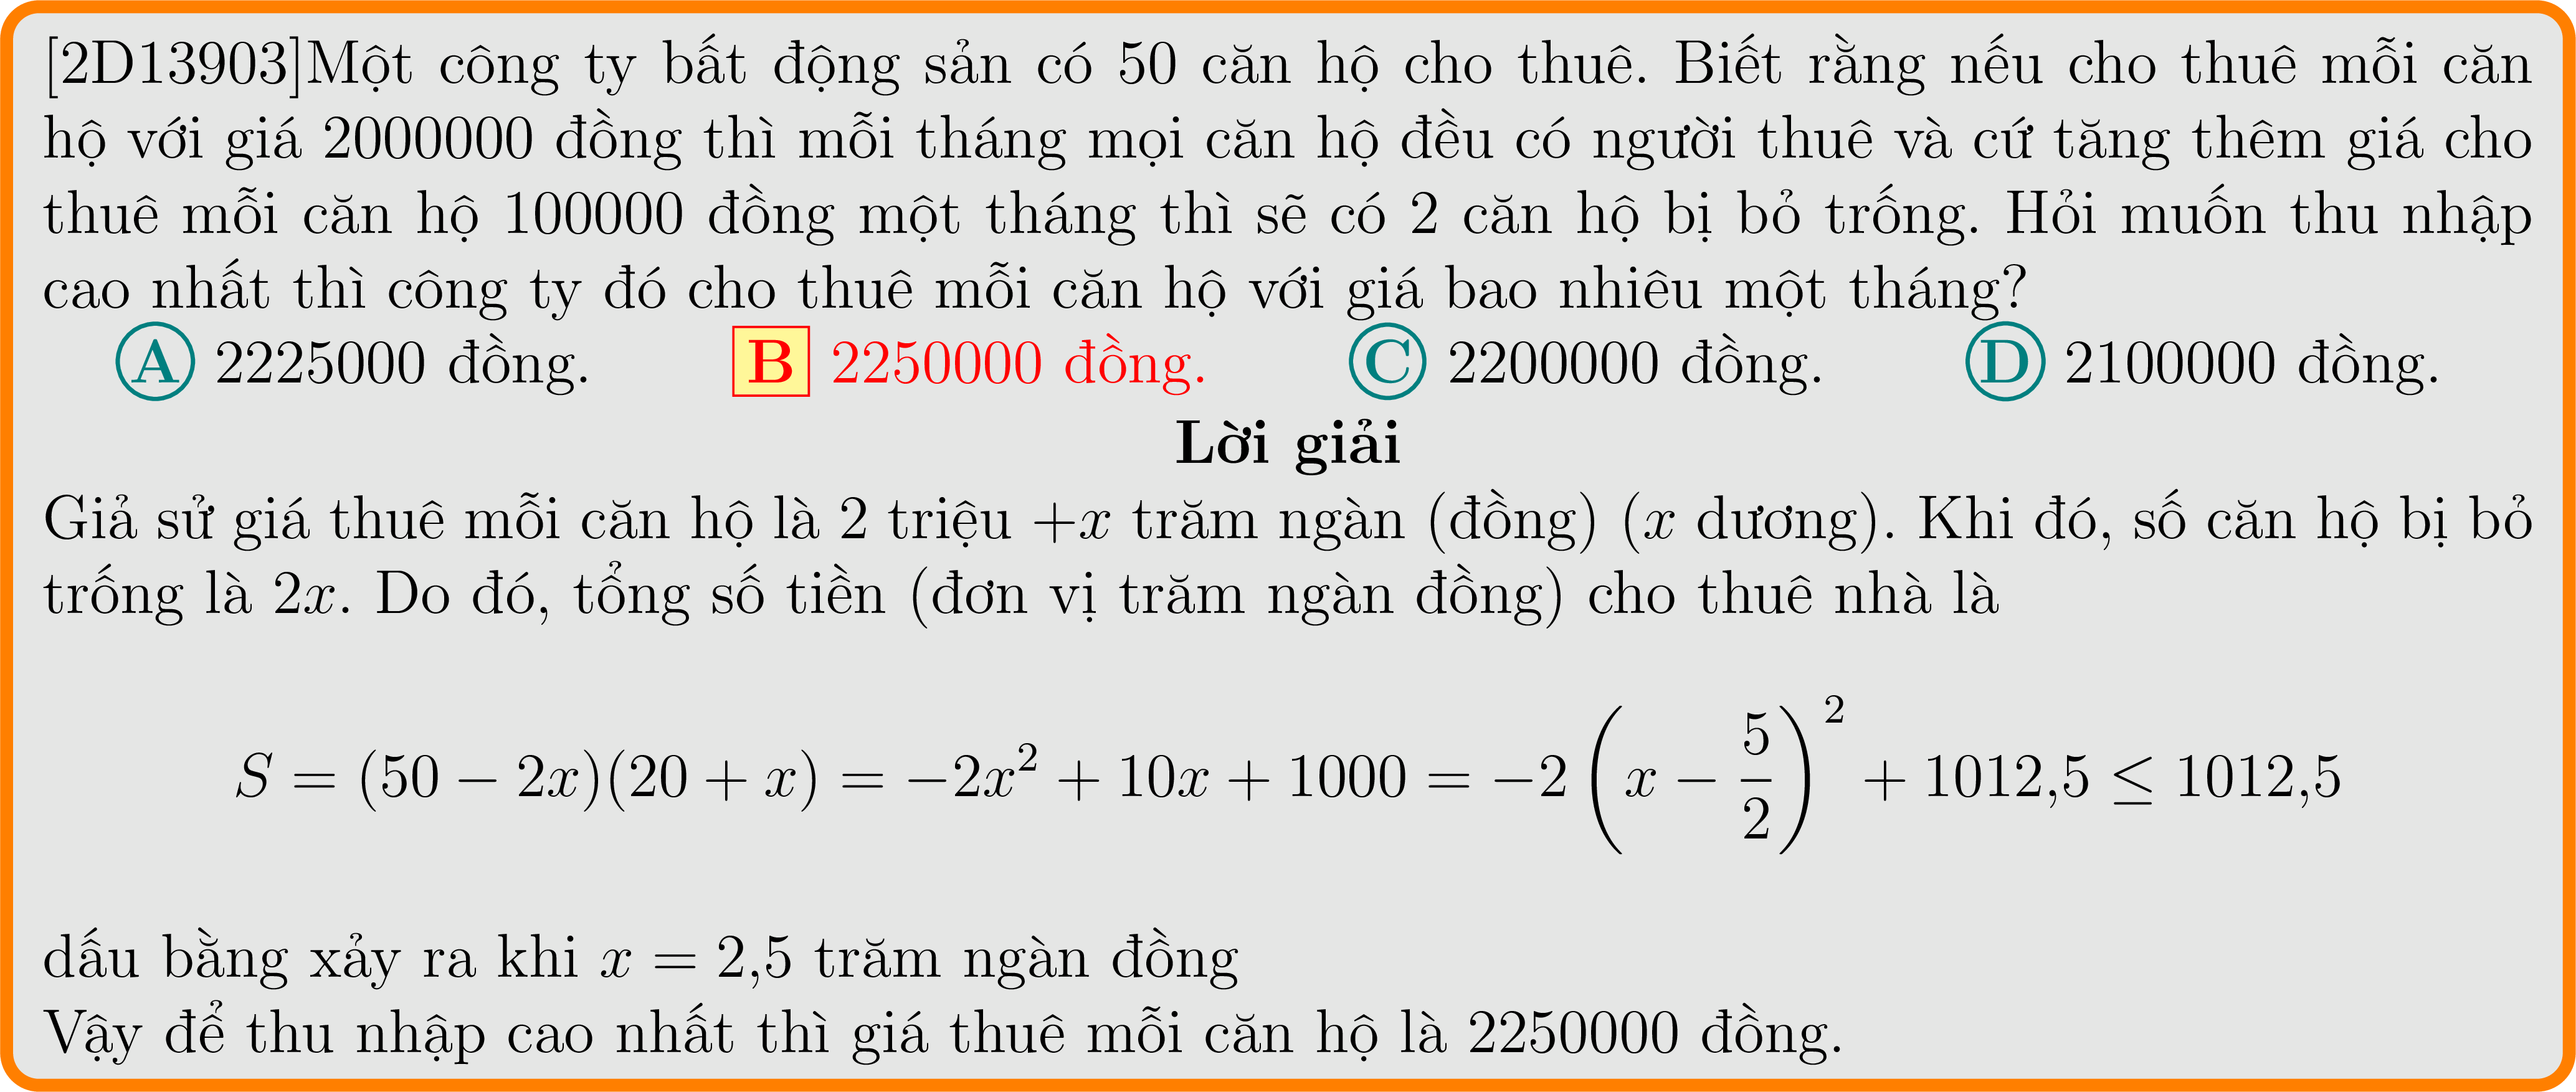 [2D13903]Một công ty bất động sản có 50 căn hộ cho thuê. Biết rằng nếu cho thuê mỗi căn
hộ với giá 2000000 đồng thì mỗi tháng mọi căn hộ đều có người thuê và cứ tăng thêm giá cho
thuê mỗi căn hộ 100000 đồng một tháng thì sẽ có 2 căn hộ bị bỏ trống. Hỏi muốn thu nhập
cao nhất thì công ty đó cho thuê mỗi căn hộ với giá bao nhiêu một tháng?
A 2225000 đồng. B 2250000 đồng. C 2200000 đồng. D 2100000 đồng.
Lời giải
Giả sử giá thuê mỗi căn hộ là 2 triệu +x trăm ngàn (đồng) (x dương). Khi đó, số căn hộ bị bỏ
trống là 2x. Do đó, tổng số tiền (đơn vị trăm ngàn đồng) cho thuê nhà là
S = (50 − 2x)(20 + x) = −2x² + 10x + 1000 = −2 (x − 5/2)² + 1012,5 ≤ 1012,5
dấu bằng xảy ra khi x = 2,5 trăm ngàn đồng
Vậy để thu nhập cao nhất thì giá thuê mỗi căn hộ là 2250000 đồng.